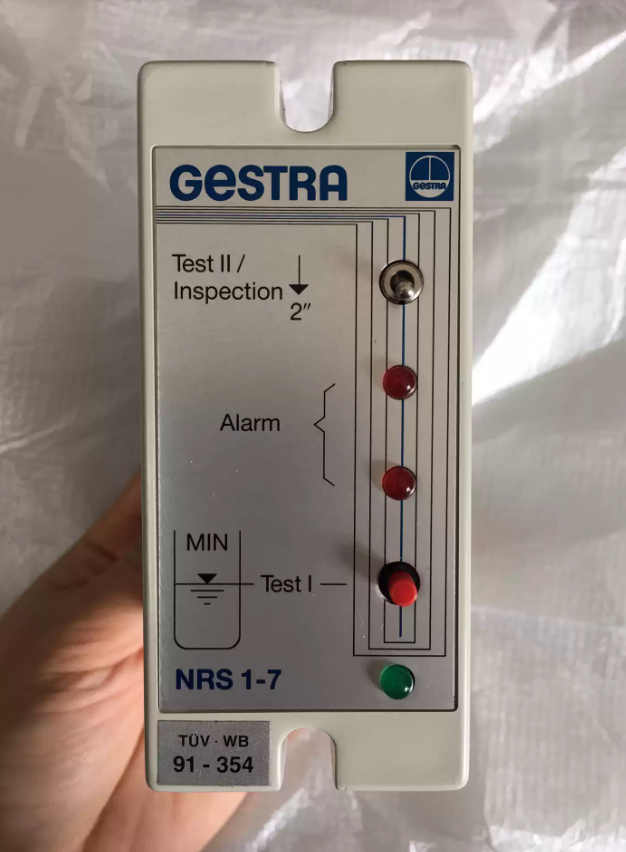 GESTRA
GESTRA
Test II /
Inspection
2"
Alarm
MIN
Test I
NRS 1-7
TÜV · WB
91 - 354